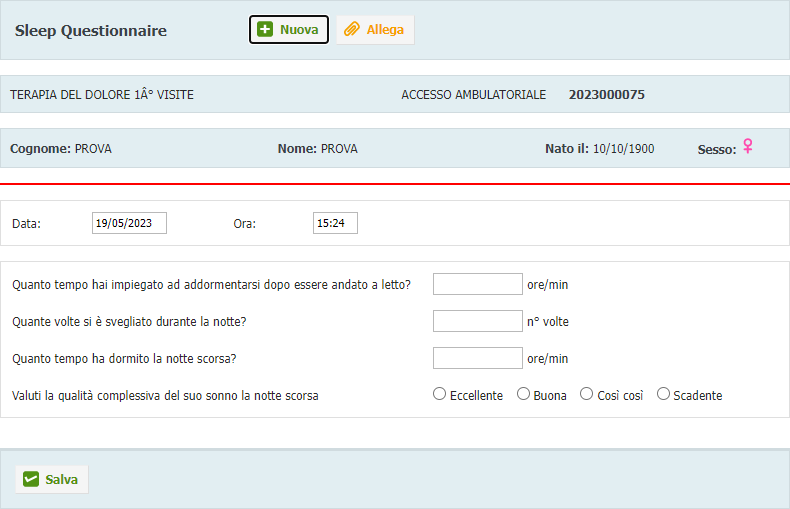 Sleep Questionnaire Nuova Allega
TERAPIA DEL DOLORE 1Â° VISITE ACCESSO AMBULATORIALE 2023000075
Cognome: PROVA Nome: PROVA Nato il: 10/10/1900 Sesso: ♀
Data: 19/05/2023 Ora: 15:24
Quanto tempo hai impiegato ad addormentarsi dopo essere andato a letto? ore/min
Quante volte si è svegliato durante la notte? n° volte
Quanto tempo ha dormito la notte scorsa? ore/min
Valuti la qualità complessiva del suo sonno la notte scorsa Eccellente Buona Così così Scadente
Salva